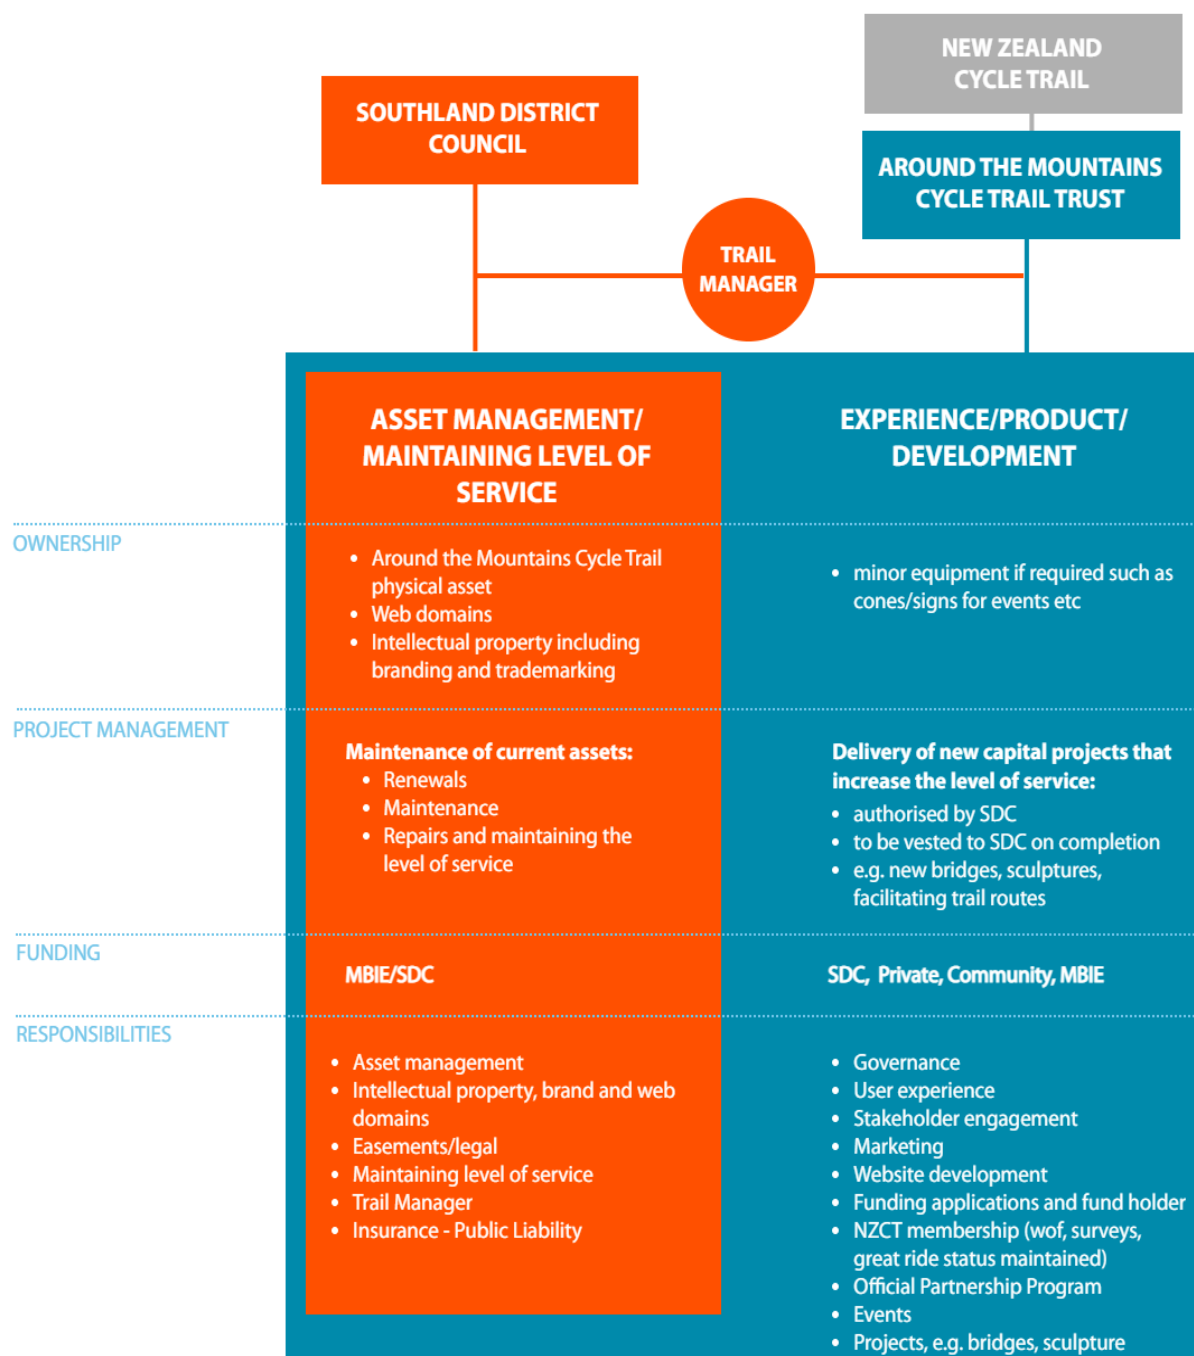 NEW ZEALAND
CYCLE TRAIL
SOUTHLAND DISTRICT
COUNCIL
AROUND THE MOUNTAINS
CYCLE TRAIL TRUST
TRAIL
MANAGER
ASSET MANAGEMENT/
MAINTAINING LEVEL OF
SERVICE
EXPERIENCE/PRODUCT/
DEVELOPMENT
OWNERSHIP
• Around the Mountains Cycle Trail
physical asset
• Web domains
• Intellectual property including
branding and trademarking
• minor equipment if required such as
cones/signs for events etc
PROJECT MANAGEMENT
Maintenance of current assets:
• Renewals
• Maintenance
• Repairs and maintaining the
level of service
Delivery of new capital projects that
increase the level of service:
• authorised by SDC
• to be vested to SDC on completion
• e.g. new bridges, sculptures,
facilitating trail routes
FUNDING
MBIE/SDC
SDC, Private, Community, MBIE
RESPONSIBILITIES
• Asset management
• Intellectual property, brand and web
domains
• Easements/legal
• Maintaining level of service
• Trail Manager
• Insurance - Public Liability
• Governance
• User experience
• Stakeholder engagement
• Marketing
• Website development
• Funding applications and fund holder
• NZCT membership (wof, surveys,
great ride status maintained)
• Official Partnership Program
• Events
• Projects, e.g. bridges, sculpture